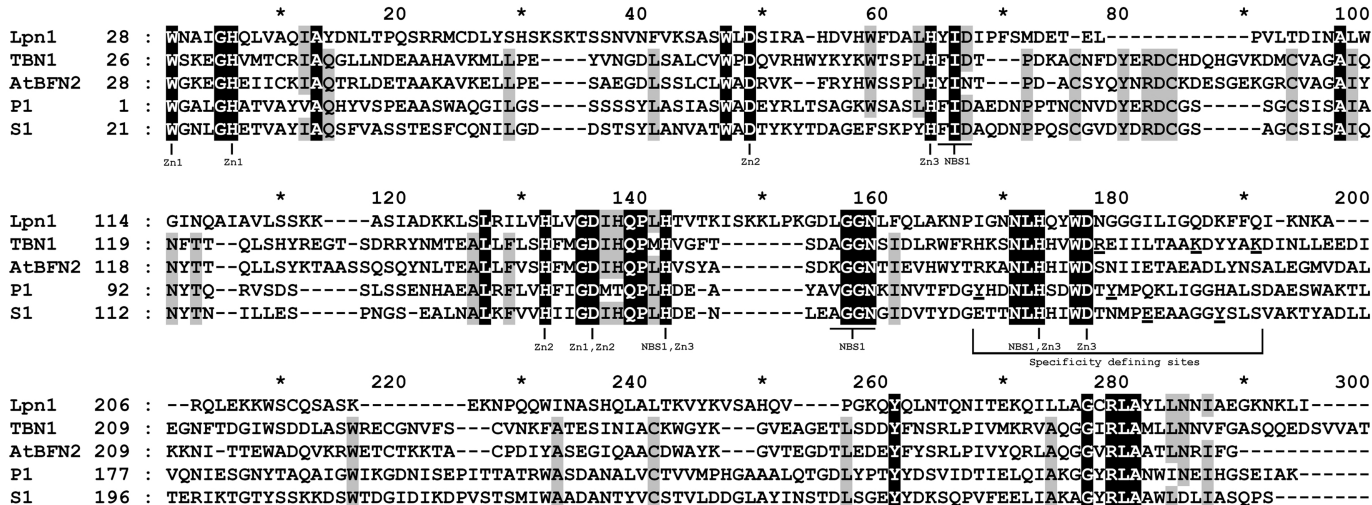 * 20 * 40 * 60 * 80 * 100
Lpn1 28 : WNAIGHQLVAQIAYDNLTPQSRRMCDLYSHSKSKTSSNVNFVKSASWLDSIRA-HDVHWFDALHYIDIPFSMDET-EL------------PVLTDINALW
TBN1 26 : WSKEGHVMTCRIAQGLLNDEAAHAVKMLLPE----YVNGDLSALCVWPDQVRHWYKYKWTSPLHFIDT---PDKACNFDYERDCHDQHGVKDMCVAGAIQ
AtBFN2 28 : WGKEGHEIICKIAQTRLDETAAKAVKELLPE----SAEGDLSSLCLWADRVK-FRYHWSSPLHYIDT---PD-ACSYQYNRDCKDESGEKGRCVAGAIY
P1 1 : WGALGHATVAYVAQHYVSPEAASWAQGILGS----SSSSYLASIASWADEYRLTSAGKWSASLHFIDAEDNPPTNCNVDYERDCGS-----SGCSISAIA
S1 21 : WGNLGHETVAYIAQSFVASSTESFCQNILGD----DSTSYLANVATWADTYKYTDAGEFSKPYHFIDAQDNPPQSCGVDYDRDCGS-----AGCSISAIQ
Zn1 Zn1 Zn2 Zn3 NBS1
* 120 * 140 * 160 * 180 * 200
Lpn1 114 : GINQAIAVLSSKK----ASIADKKLSLRILVHLVGDIHQPLHTVTKISKKLPKGDLGGNLFQLAKNPIGNNLHQYWDNGGGILIGQDKFFQI-KNKA---
TBN1 119 : NFTT--QLSHYREGT-SDRRYNMTEALLFLSHFMGDIHQPMHVGFT-------SDAGGNSIDLRWFRHKSNLHHVWDREIILTAAKDYYAKDINLLEEDI
AtBFN2 118 : NYTT--QLLSYKTAASSQSQYNLTEALLFVSHFMGDIHQPLHVSYA-------SDKGGNTIEVHWYTRKANLHHIWDSNIIETAEADLYNSALEGMVDAL
P1 92 : NYTQ--RVSDS-----SLSSENHAEALRFLVHFIGDMTQPLHDE-A-------YAVGGNKINVTFDGYHDNLHSDWDTYMPQKLIGGHALSDAESWAKTL
S1 112 : NYTN--ILLES-----PNGS-EALNALKFVVHIIGDIHQPLHDE-N-------LEAGGNGIDVTYDGETTNLHHIWDTNMPEEAAGGYSLSVAKTYADLL
Zn2 Zn1,Zn2 NBS1,Zn3 NBS1 NBS1,Zn3 Zn3
Specificity defining sites
* 220 * 240 * 260 * 280 * 300
Lpn1 206 : --RQLEKKWSCQSASK---------EKNPQQWINASHQLALTKVYKVSAHQV----PGKQYQLNTQNITEKQILLAGCRLAYLLNNIAEGKNKLI-----
TBN1 209 : EGNFTDGIWSDDLASWRECGNVFS---CVNKFATESINIACKWGYK---GVEAGETLSDDYFNSRLPIVMKRVAQGGIRLAMLLNNVFGASQQEDSVVAT
AtBFN2 209 : KKNI-TTEWADQVKRWETCTKKTA---CPDIYASEGIQAACDWAYK---GVTEGDTLEDEYFYSRLPIVYQRLAQGGVRLAATLNRIFG-----------
P1 177 : VQNIESGNYTAQAIGWIKGDNISEPITTATRWASDANALVCTVVMPHGAAALQTGDLYPTYYDSVIDTIELQIAKGGYRLANWINEIHGSEIAK------
S1 196 : TERIKTGTYSSKKDSWTDGIDIKDPVSTSMIWAADANTYVCSTVLDDGLAYINSTDLSGEYYDKSQPVFEELIAKAGYRLAAWLDLIASQPS--------